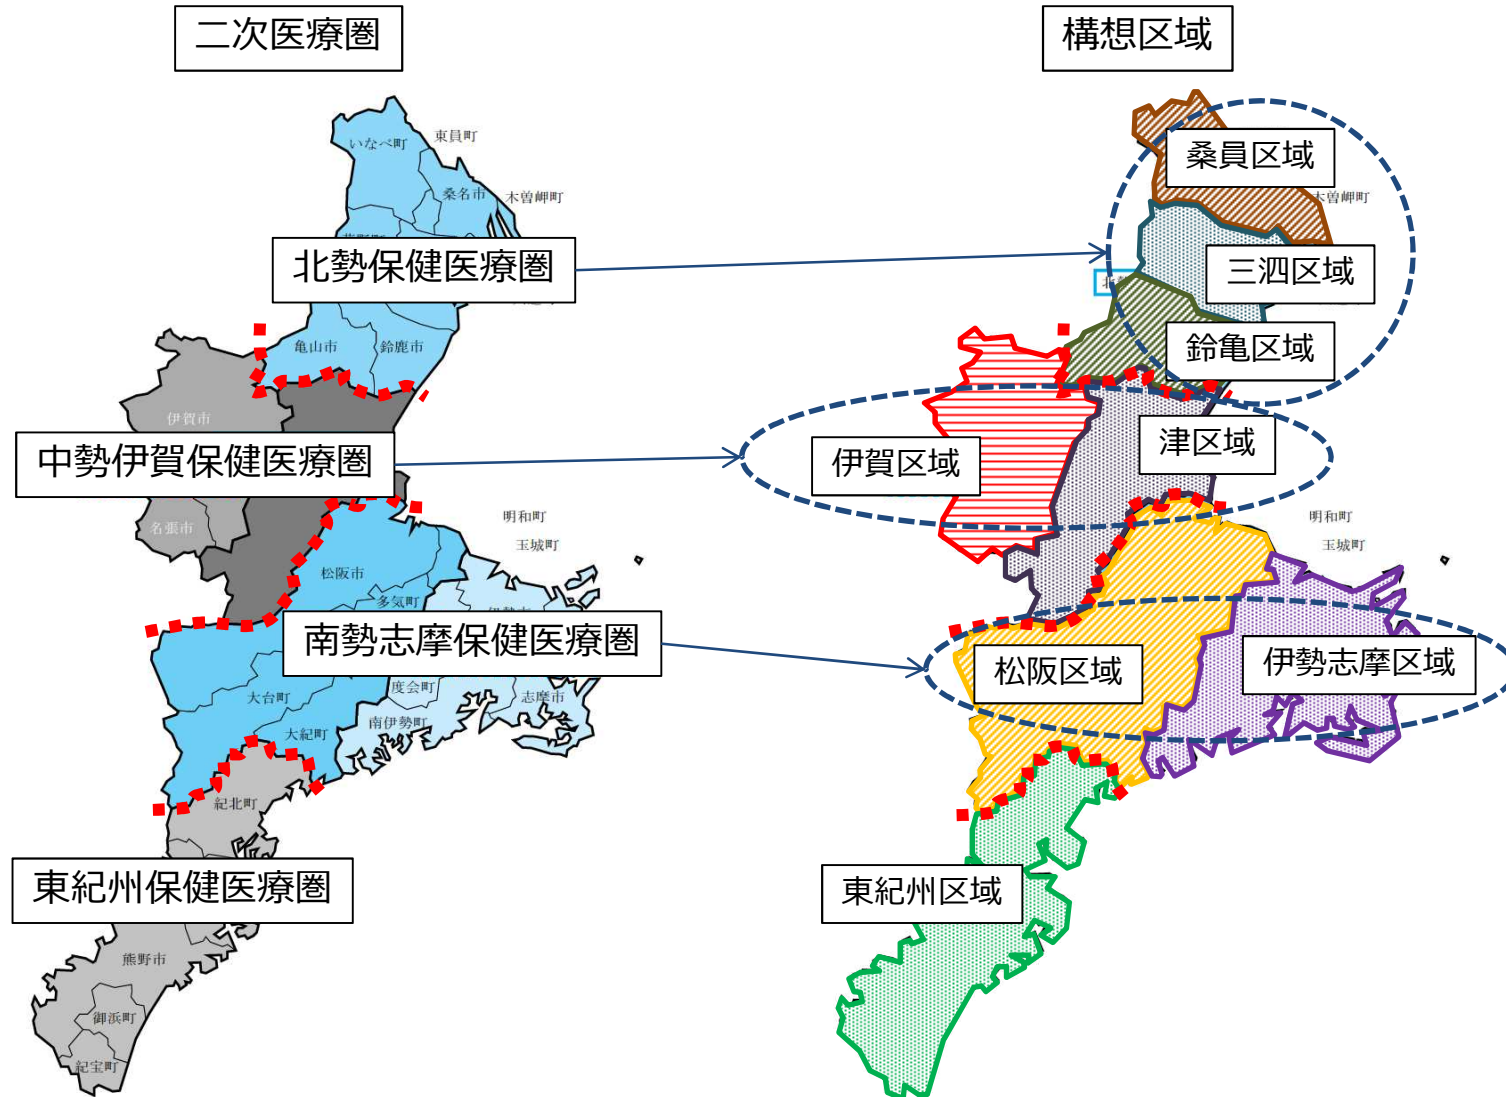 二次医療圏
構想区域
いなべ町
東員町
桑名市
木曽岬町
北勢保健医療圏
亀山市
鈴鹿市
伊賀市
中勢伊賀保健医療圏
名張市
明和町
玉城町
松阪市
多気町
南勢志摩保健医療圏
度会町
志摩市
大台町
南伊勢町
大紀町
紀北町
東紀州保健医療圏
熊野市
御浜町
紀宝町
桑員区域
木曽岬町
三泗区域
鈴亀区域
津区域
伊賀区域
明和町
玉城町
松阪区域
伊勢志摩区域
東紀州区域